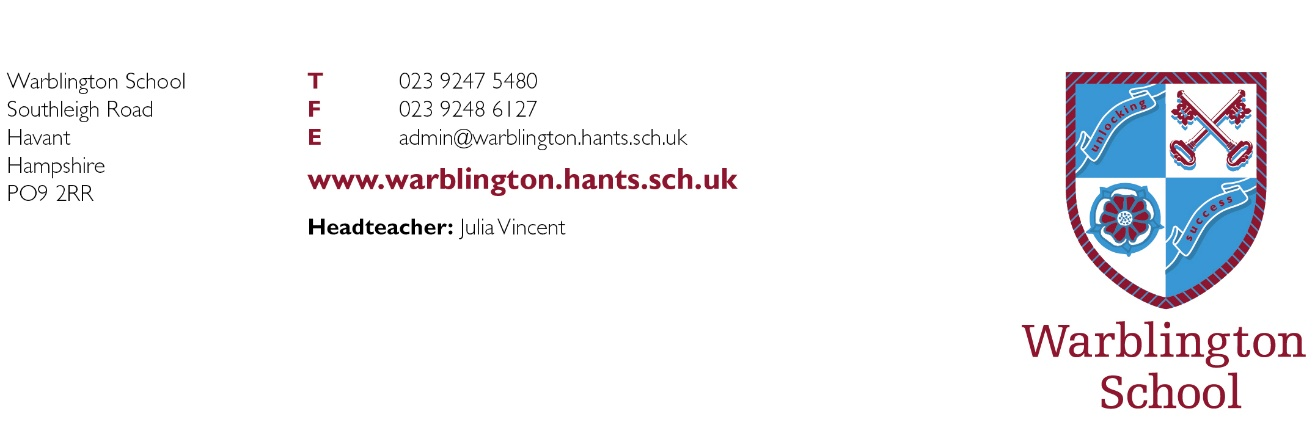 Warblington School
Southleigh Road
Havant
Hampshire
PO9 2RR
T 023 9247 5480
F 023 9248 6127
E admin@warblington.hants.sch.uk
www.warblington.hants.sch.uk
Headteacher: Julia Vincent
unlocking
success
Warblington
School